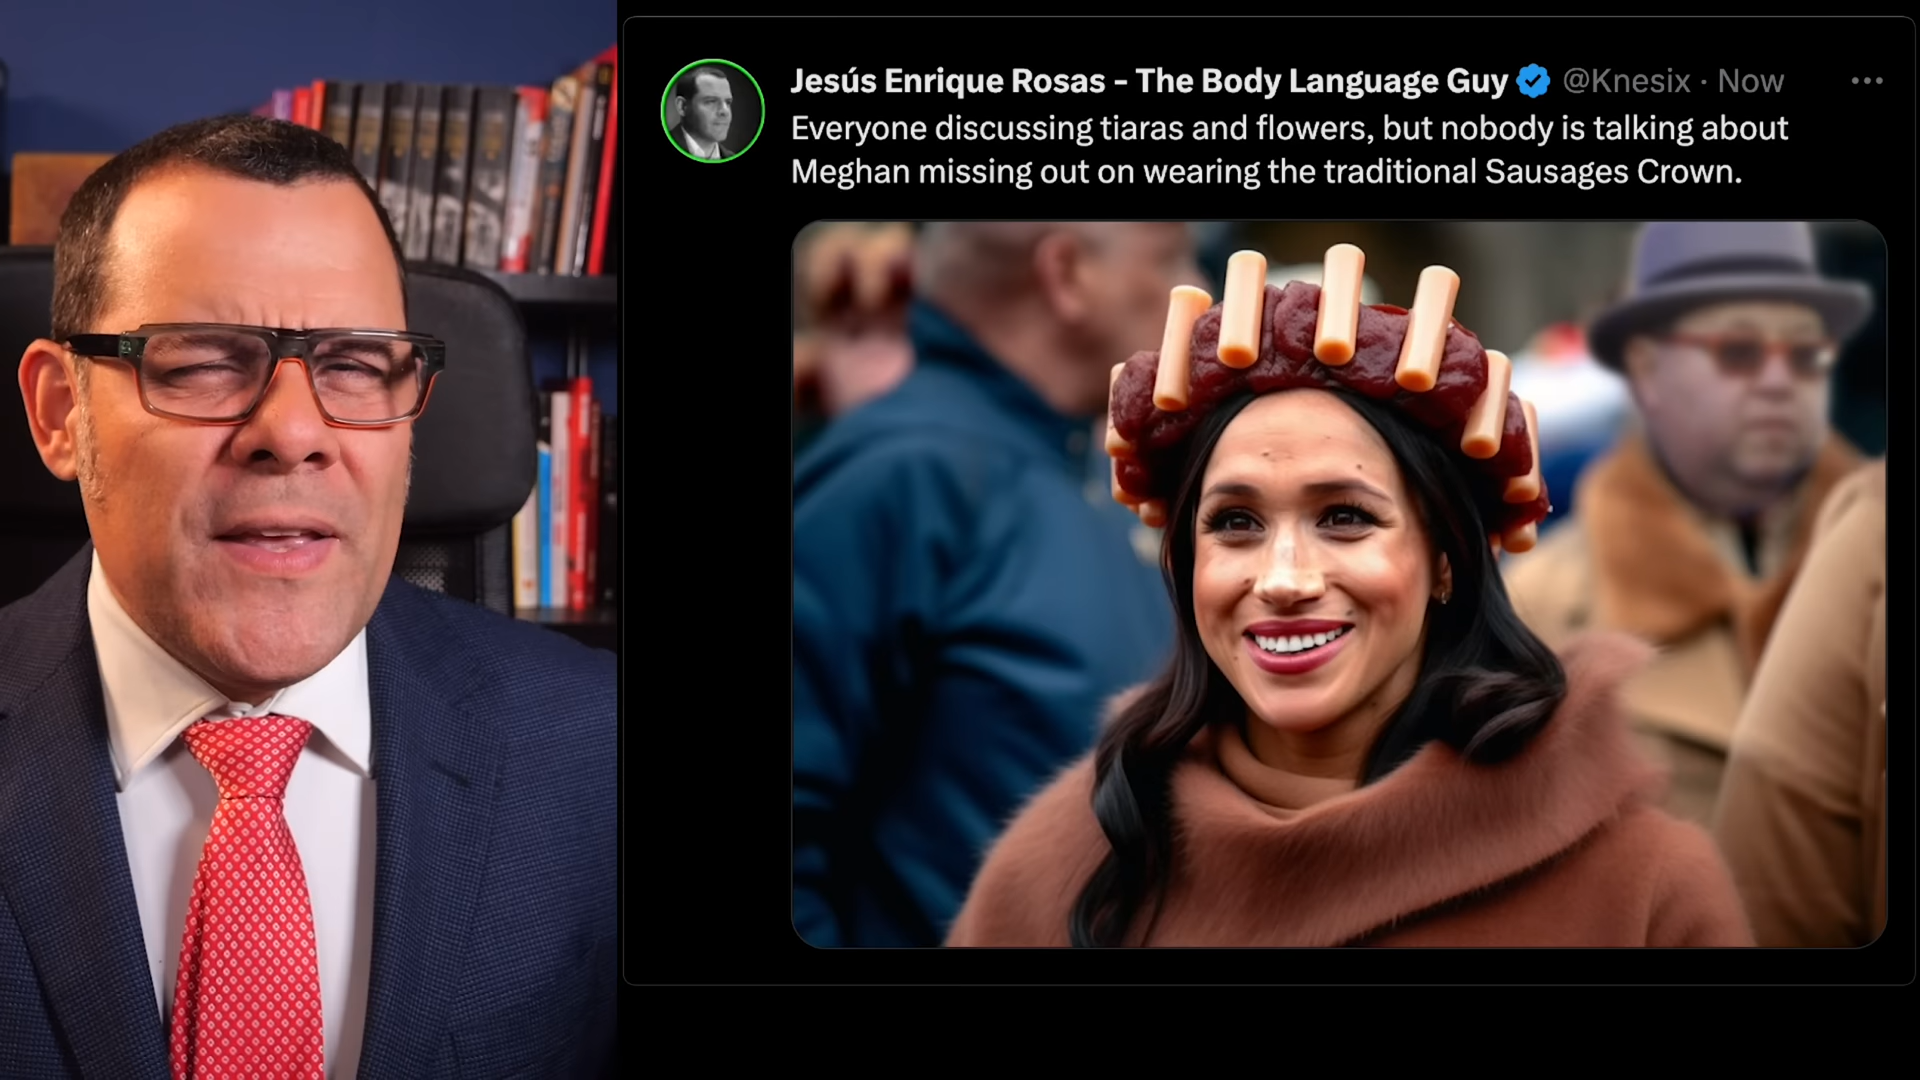 Jesús Enrique Rosas - The Body Language Guy @Knesix · Now
Everyone discussing tiaras and flowers, but nobody is talking about
Meghan missing out on wearing the traditional Sausages Crown.